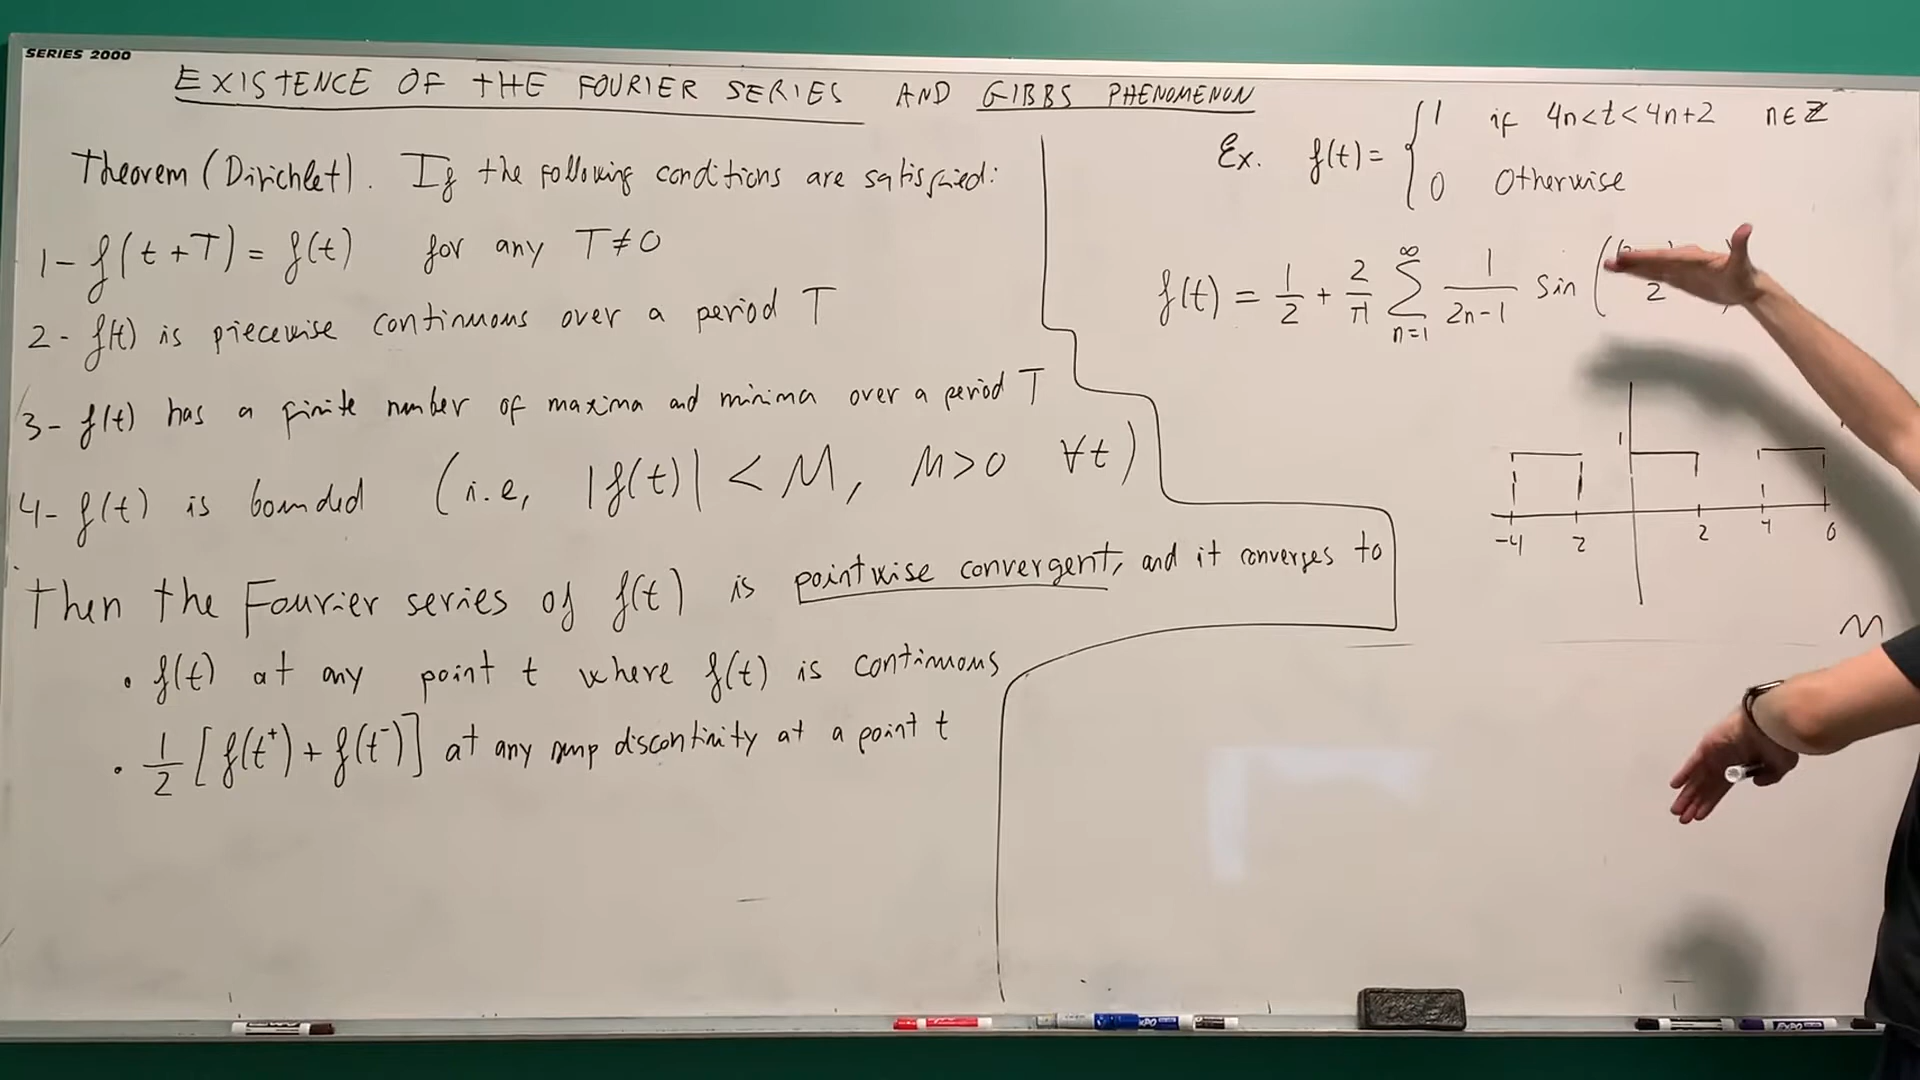 SERIES 2000
EXISTENCE OF THE FOURIER SERIES AND GIBBS PHENOMENON
Theorem (Dirichlet). If the following conditions are satisfied:
1- f(t+T) = f(t) for any T≠0
2- f(t) is piecewise continuous over a period T
3- f(t) has a finite number of maxima and minima over a period T
4- f(t) is bounded (i.e, |f(t)| < M, M>0 ∀t)
Then the Fourier series of f(t) is pointwise convergent, and it converges to
• f(t) at any point t where f(t) is continuous
• 1/2 [f(t⁺) + f(t⁻)] at any jump discontinity at a point t
Ex. f(t) = { 1 if 4n<t<4n+2 n∈ℤ
0 Otherwise
f(t) = 1/2 + 2/π ∑ n=1 ∞ 1/(2n-1) sin ( 2
1
-4 2 2 4 6
M
EXPO
EXPO